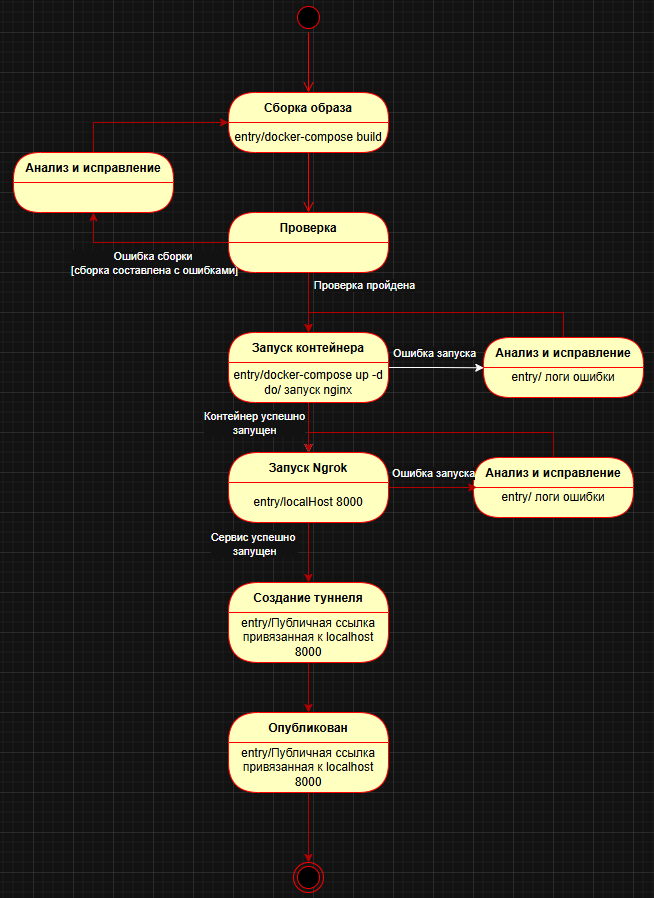 Сборка образа
entry/docker-compose build
Анализ и исправление
Проверка
Ошибка сборки
[сборка составлена с ошибками]
Проверка пройдена
Запуск контейнера
entry/docker-compose up -d
do/ запуск nginx
Ошибка запуска
Анализ и исправление
entry/ логи ошибки
Контейнер успешно
запущен
Запуск Ngrok
entry/localHost 8000
Ошибка запуска
Анализ и исправление
entry/ логи ошибки
Сервис успешно
запущен
Создание туннеля
entry/Публичная ссылка
привязанная к localhost
8000
Опубликован
entry/Публичная ссылка
привязанная к localhost
8000